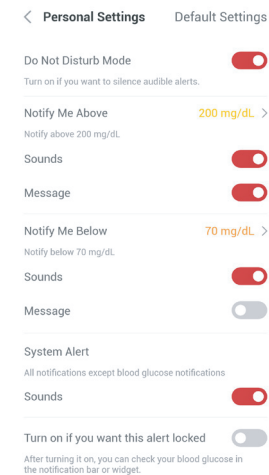 < Personal Settings Default Settings
Do Not Disturb Mode
Turn on if you want to silence audible alerts.
Notify Me Above 200 mg/dL >
Notify above 200 mg/dL
Sounds
Message
Notify Me Below 70 mg/dL >
Notify below 70 mg/dL
Sounds
Message
System Alert
All notifications except blood glucose notifications
Sounds
Turn on if you want this alert locked
After turning it on, you can check your blood glucose in
the notification bar or widget.